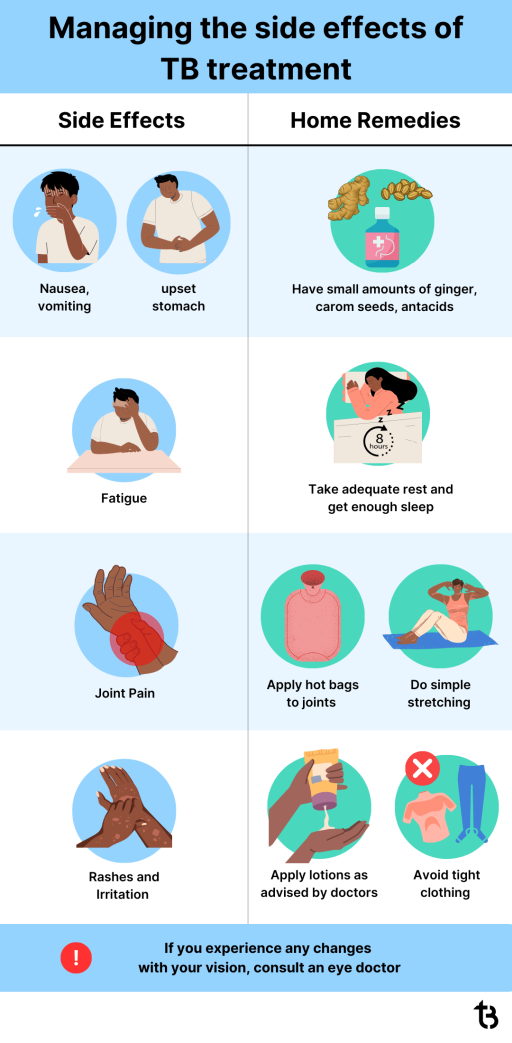 Managing the side effects of
TB treatment
Side Effects
Home Remedies
Nausea,
vomiting
upset
stomach
Have small amounts of ginger,
carom seeds, antacids
Fatigue
z
z
z
8
hours
Take adequate rest and
get enough sleep
Joint Pain
Apply hot bags
to joints
Do simple
stretching
Rashes and
Irritation
Apply lotions as
advised by doctors
Avoid tight
clothing
!
If you experience any changes
with your vision, consult an eye doctor
tB